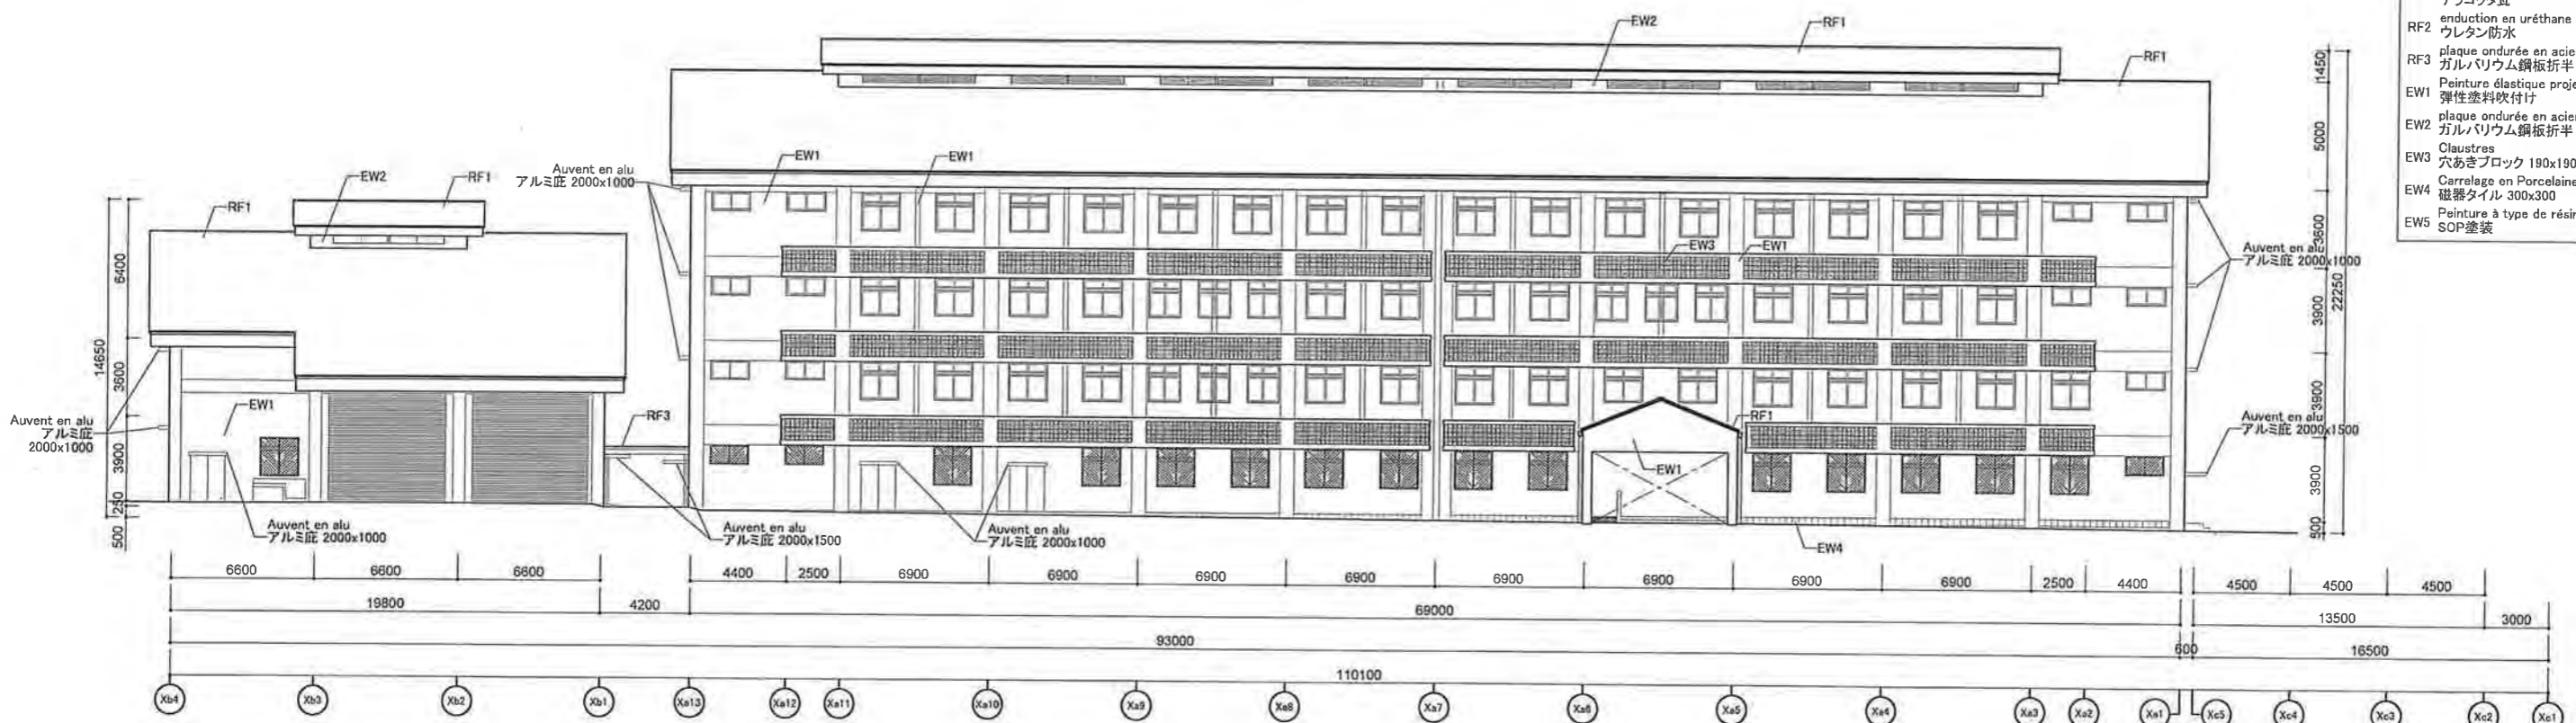 テラコッタ瓦
RF2 enduction en uréthane
ウレタン防水
RF3 plaque ondurée en acie
ガルバリウム鋼板折半
EW1 Peinture élastique proje
弾性塗料吹付け
EW2 plaque ondurée en acie
ガルバリウム鋼板折半
EW3 Claustres
穴あきブロック 190x190
EW4 Carrelage en Porcelaine
磁器タイル 300x300
EW5 Peinture à type de résin
SOP塗装
EW2
RF1
RF1
1450
5000
3600
3900
3900
3900
500
22250
EW1
EW1
Auvent en alu
アルミ庇 2000x1000
EW2
RF1
RF1
6400
3600
3900
250
500
14650
EW3
EW1
Auvent en alu
アルミ庇 2000x1000
Auvent en alu
アルミ庇
2000x1000
EW1
RF3
RF1
EW1
Auvent en alu
アルミ庇 2000x1500
Auvent en alu
アルミ庇 2000x1000
Auvent en alu
アルミ庇 2000x1500
Auvent en alu
アルミ庇 2000x1000
EW4
6600 6600 6600 4400 2500 6900 6900 6900 6900 6900 6900 6900 6900 2500 4400 4500 4500 4500
19800 4200 69000 13500 3000
93000 600 16500
110100
Xb4 Xb3 Xb2 Xb1 Xa13 Xa12 Xa11 Xa10 Xa9 Xa8 Xa7 Xa6 Xa5 Xa4 Xa3 Xa2 Xa1 Xc5 Xc4 Xc3 Xc2 Xc1